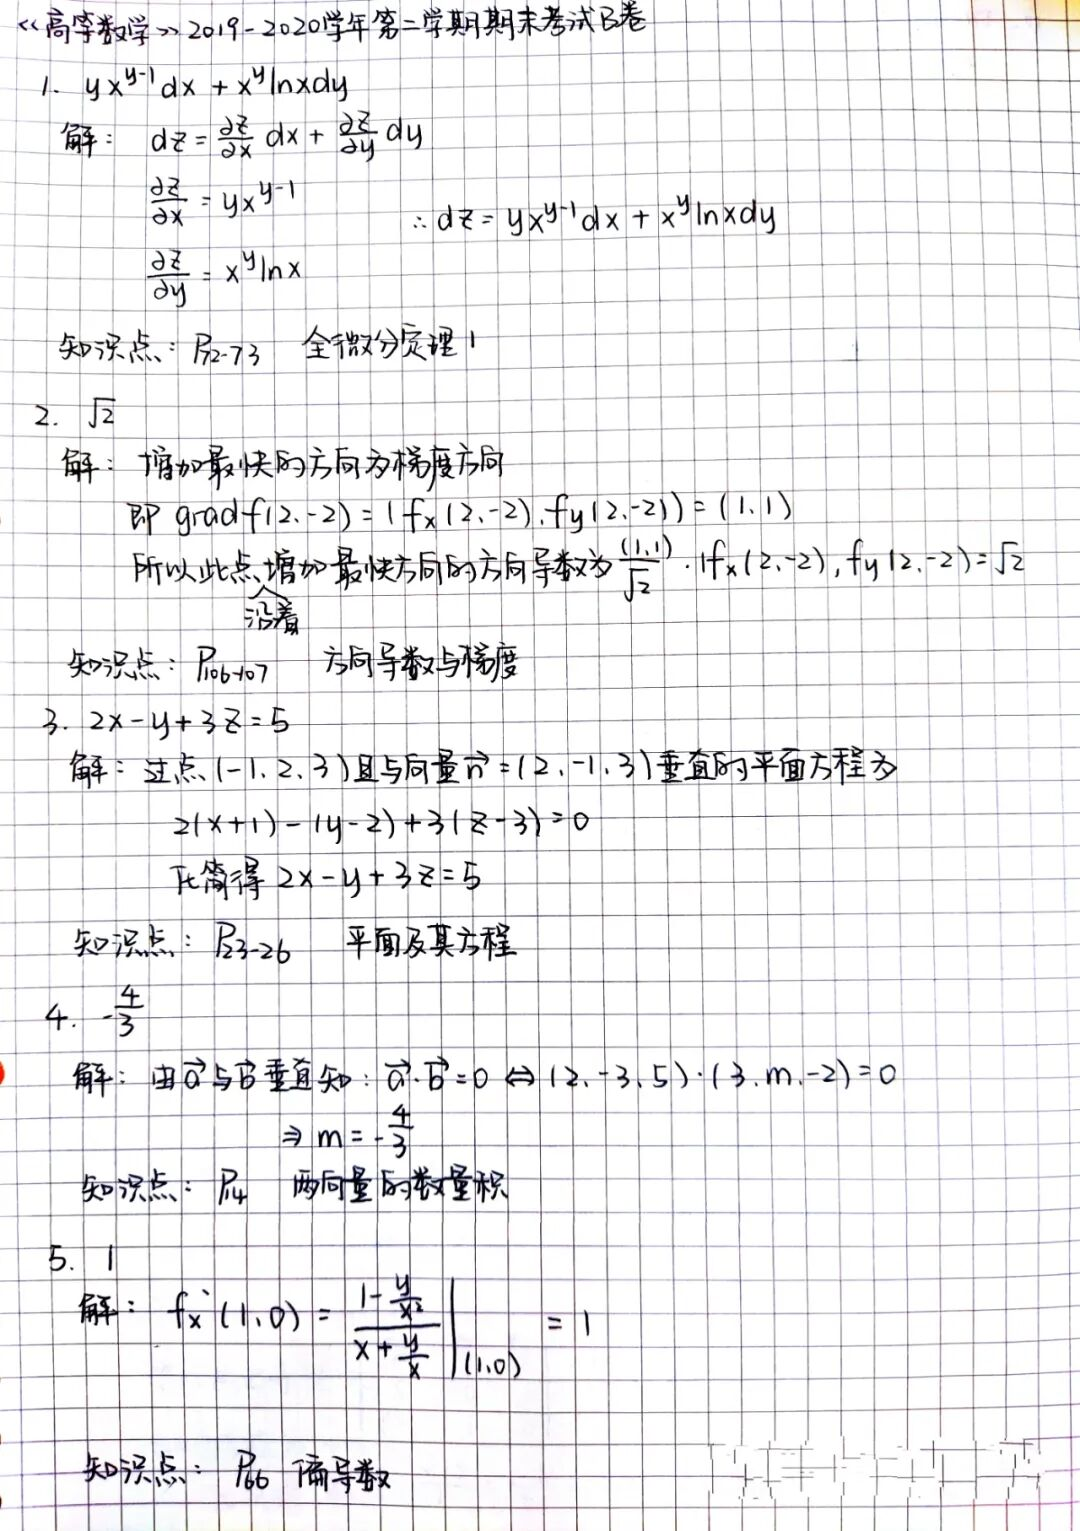 《高等数学》2019-2020学年第二学期期末考试B卷
1. yx^{y-1}dx + x^y lnxdy
解: dz = ∂z/∂x dx + ∂z/∂y dy
∂z/∂x = yx^{y-1}
∴ dz = yx^{y-1}dx + x^y lnxdy
∂z/∂y = x^y lnx
知识点: P72-73 全微分定理1
2. √2
解: 增加最快的方向为梯度方向
即 gradf(2,-2) = (fx(2,-2), fy(2,-2)) = (1,1)
所以此点沿着增加最快方向的方向导数为 (1,1)/√2 · (fx(2,-2), fy(2,-2) = √2
知识点: P106-107 方向导数与梯度
3. 2x-y+3z=5
解: 过点(-1,2,3)且与向量n⃗=(2,-1,3)垂直的平面方程为
2(x+1)-(y-2)+3(z-3)=0
化简得 2x-y+3z=5
知识点: P23-26 平面及其方程
4. -4/3
解: 由a⃗与b⃗垂直知: a⃗·b⃗=0 ⇔ (2,-3,5)·(3,m,-2)=0
⇒ m = -4/3
知识点: P14 两向量的数量积
5. 1
解: fx'(1,0) = (1-y/x²)/(x+y/x) |(1,0) = 1
知识点: P66 偏导数